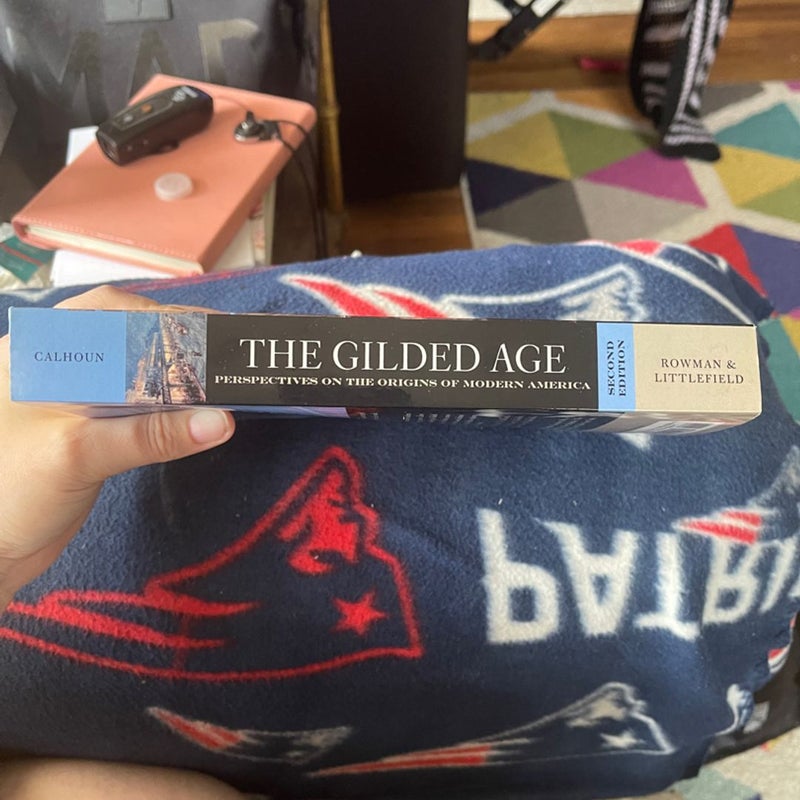 CALHOUN
THE GILDED AGE
PERSPECTIVES ON THE ORIGINS OF MODERN AMERICA
SECOND
EDITION
ROWMAN &
LITTLEFIELD